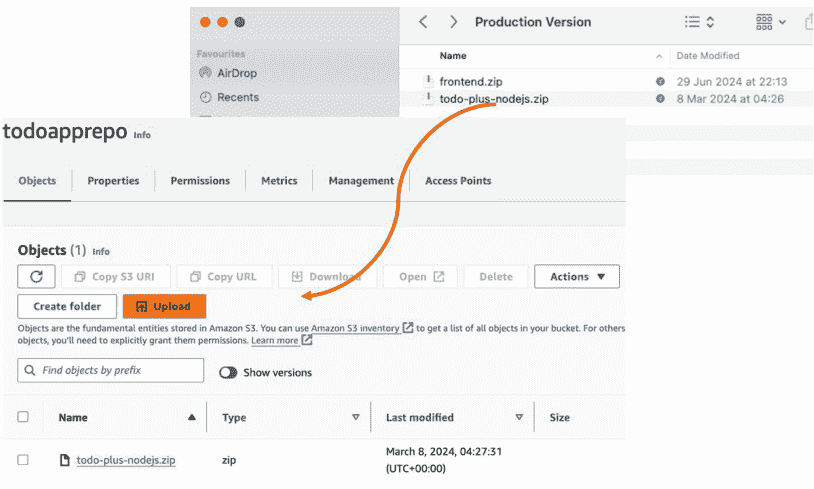 Production Version
Favourites
AirDrop
Recents
Name Date Modified
frontend.zip 29 Jun 2024 at 22:13
todo-plus-nodejs.zip 8 Mar 2024 at 04:26
todoapprepo Info
Objects Properties Permissions Metrics Management Access Points
Objects (1) Info
Copy S3 URI Copy URL Download Open Delete Actions
Create folder Upload
Objects are the fundamental entities stored in Amazon S3. You can use Amazon S3 inventory to get a list of all objects in your bucket. For others
objects, you'll need to explicitly grant them permissions. Learn more
Find objects by prefix Show versions
Name Type Last modified Size
todo-plus-nodejs.zip zip March 8, 2024, 04:27:31
(UTC+00:00)